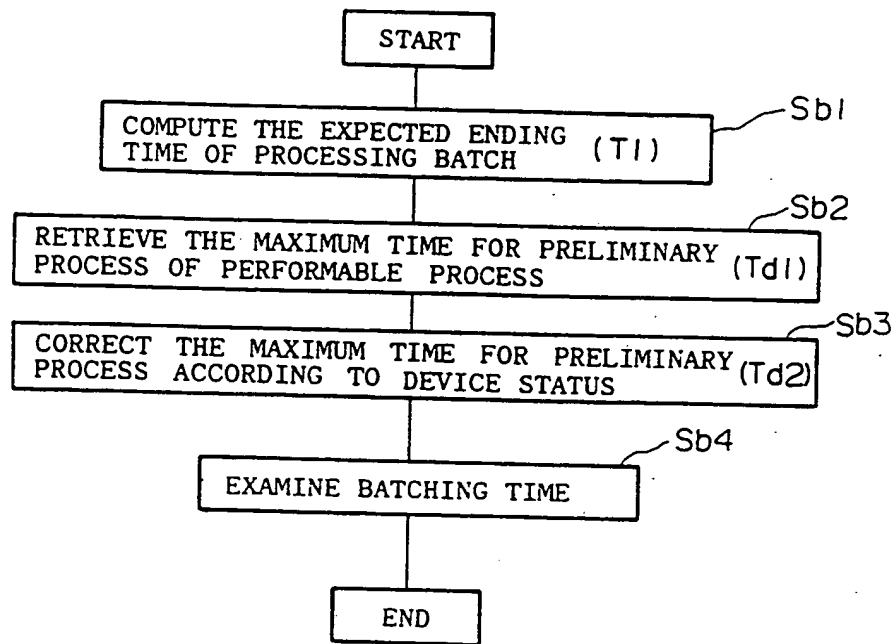 START
Sb1
COMPUTE THE EXPECTED ENDING
TIME OF PROCESSING BATCH (T1)
Sb2
RETRIEVE THE MAXIMUM TIME FOR PRELIMINARY
PROCESS OF PERFORMABLE PROCESS (Td1)
Sb3
CORRECT THE MAXIMUM TIME FOR PRELIMINARY
PROCESS ACCORDING TO DEVICE STATUS (Td2)
Sb4
EXAMINE BATCHING TIME
END